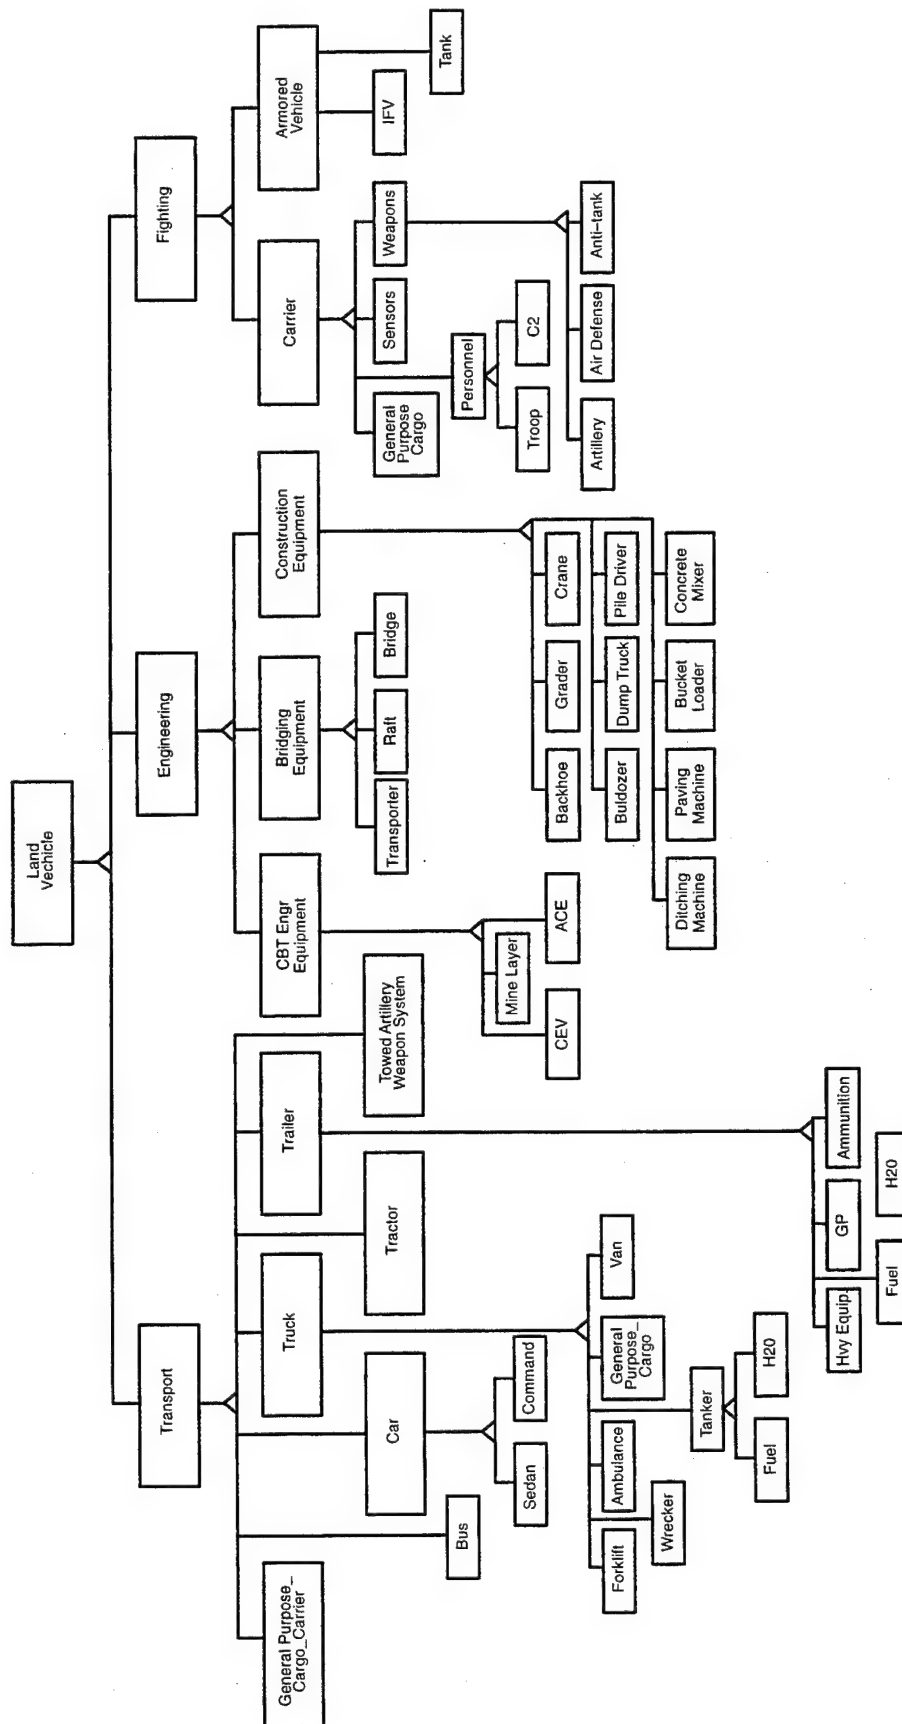 Land
Vechicle
Transport
Engineering
Fighting
General Purpose_
Cargo_Carrier
Truck
Trailer
CBT Engr
Equipment
Bridging
Equipment
Construction
Equipment
Carrier
Armored
Vehicle
Bus
Car
Tractor
Towed Artillery
Weapon System
Transporter
Raft
Bridge
General
Purpose
Cargo
Sensors
Weapons
IFV
Tank
Sedan
Command
Mine Layer
CEV
ACE
Personnel
Troop
C2
Backhoe
Grader
Crane
Buldozer
Dump Truck
Pile Driver
Ditching
Machine
Paving
Machine
Bucket
Loader
Concrete
Mixer
Artillery
Air Defense
Anti-tank
Forklift
Ambulance
General
Purpose_
Cargo
Van
Wrecker
Tanker
Fuel
H20
Hvy Equip.
GP
Ammunition
Fuel
H20